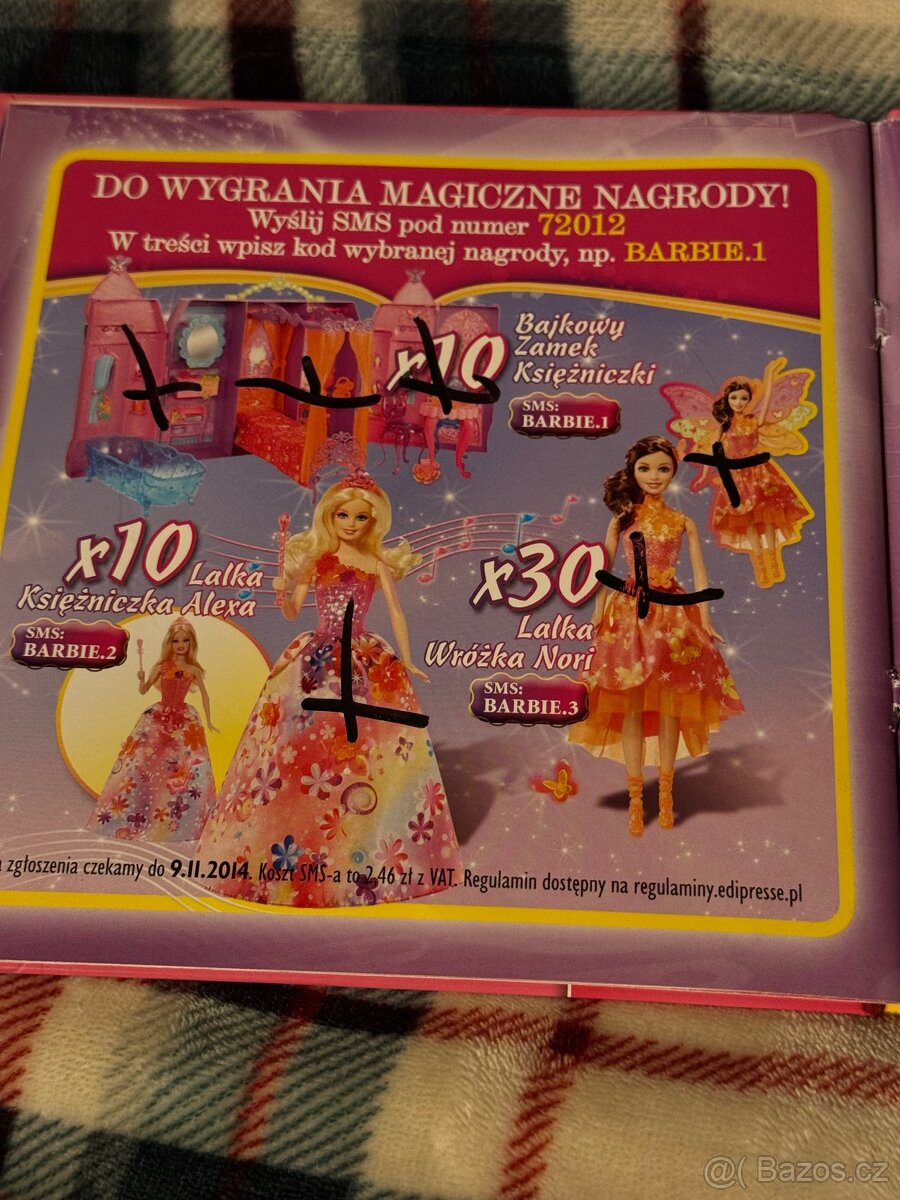 DO WYGRANIA MAGICZNE NAGRODY!
Wyślij SMS pod numer 72012
W treści wpisz kod wybranej nagrody, np. BARBIE.1
x10 Bajkowy
Zamek
Księżniczki
SMS:
BARBIE.1
x10 Lalka
Księżniczka Alexa
SMS:
BARBIE.2
x30
Lalka
Wróżka Nori
SMS:
BARBIE.3
zgłoszenia czekamy do 9.11.2014. Koszt SMS-a to 2,46 zł z VAT. Regulamin dostępny na regulaminy.edipresse.pl
@( Bazos.cz